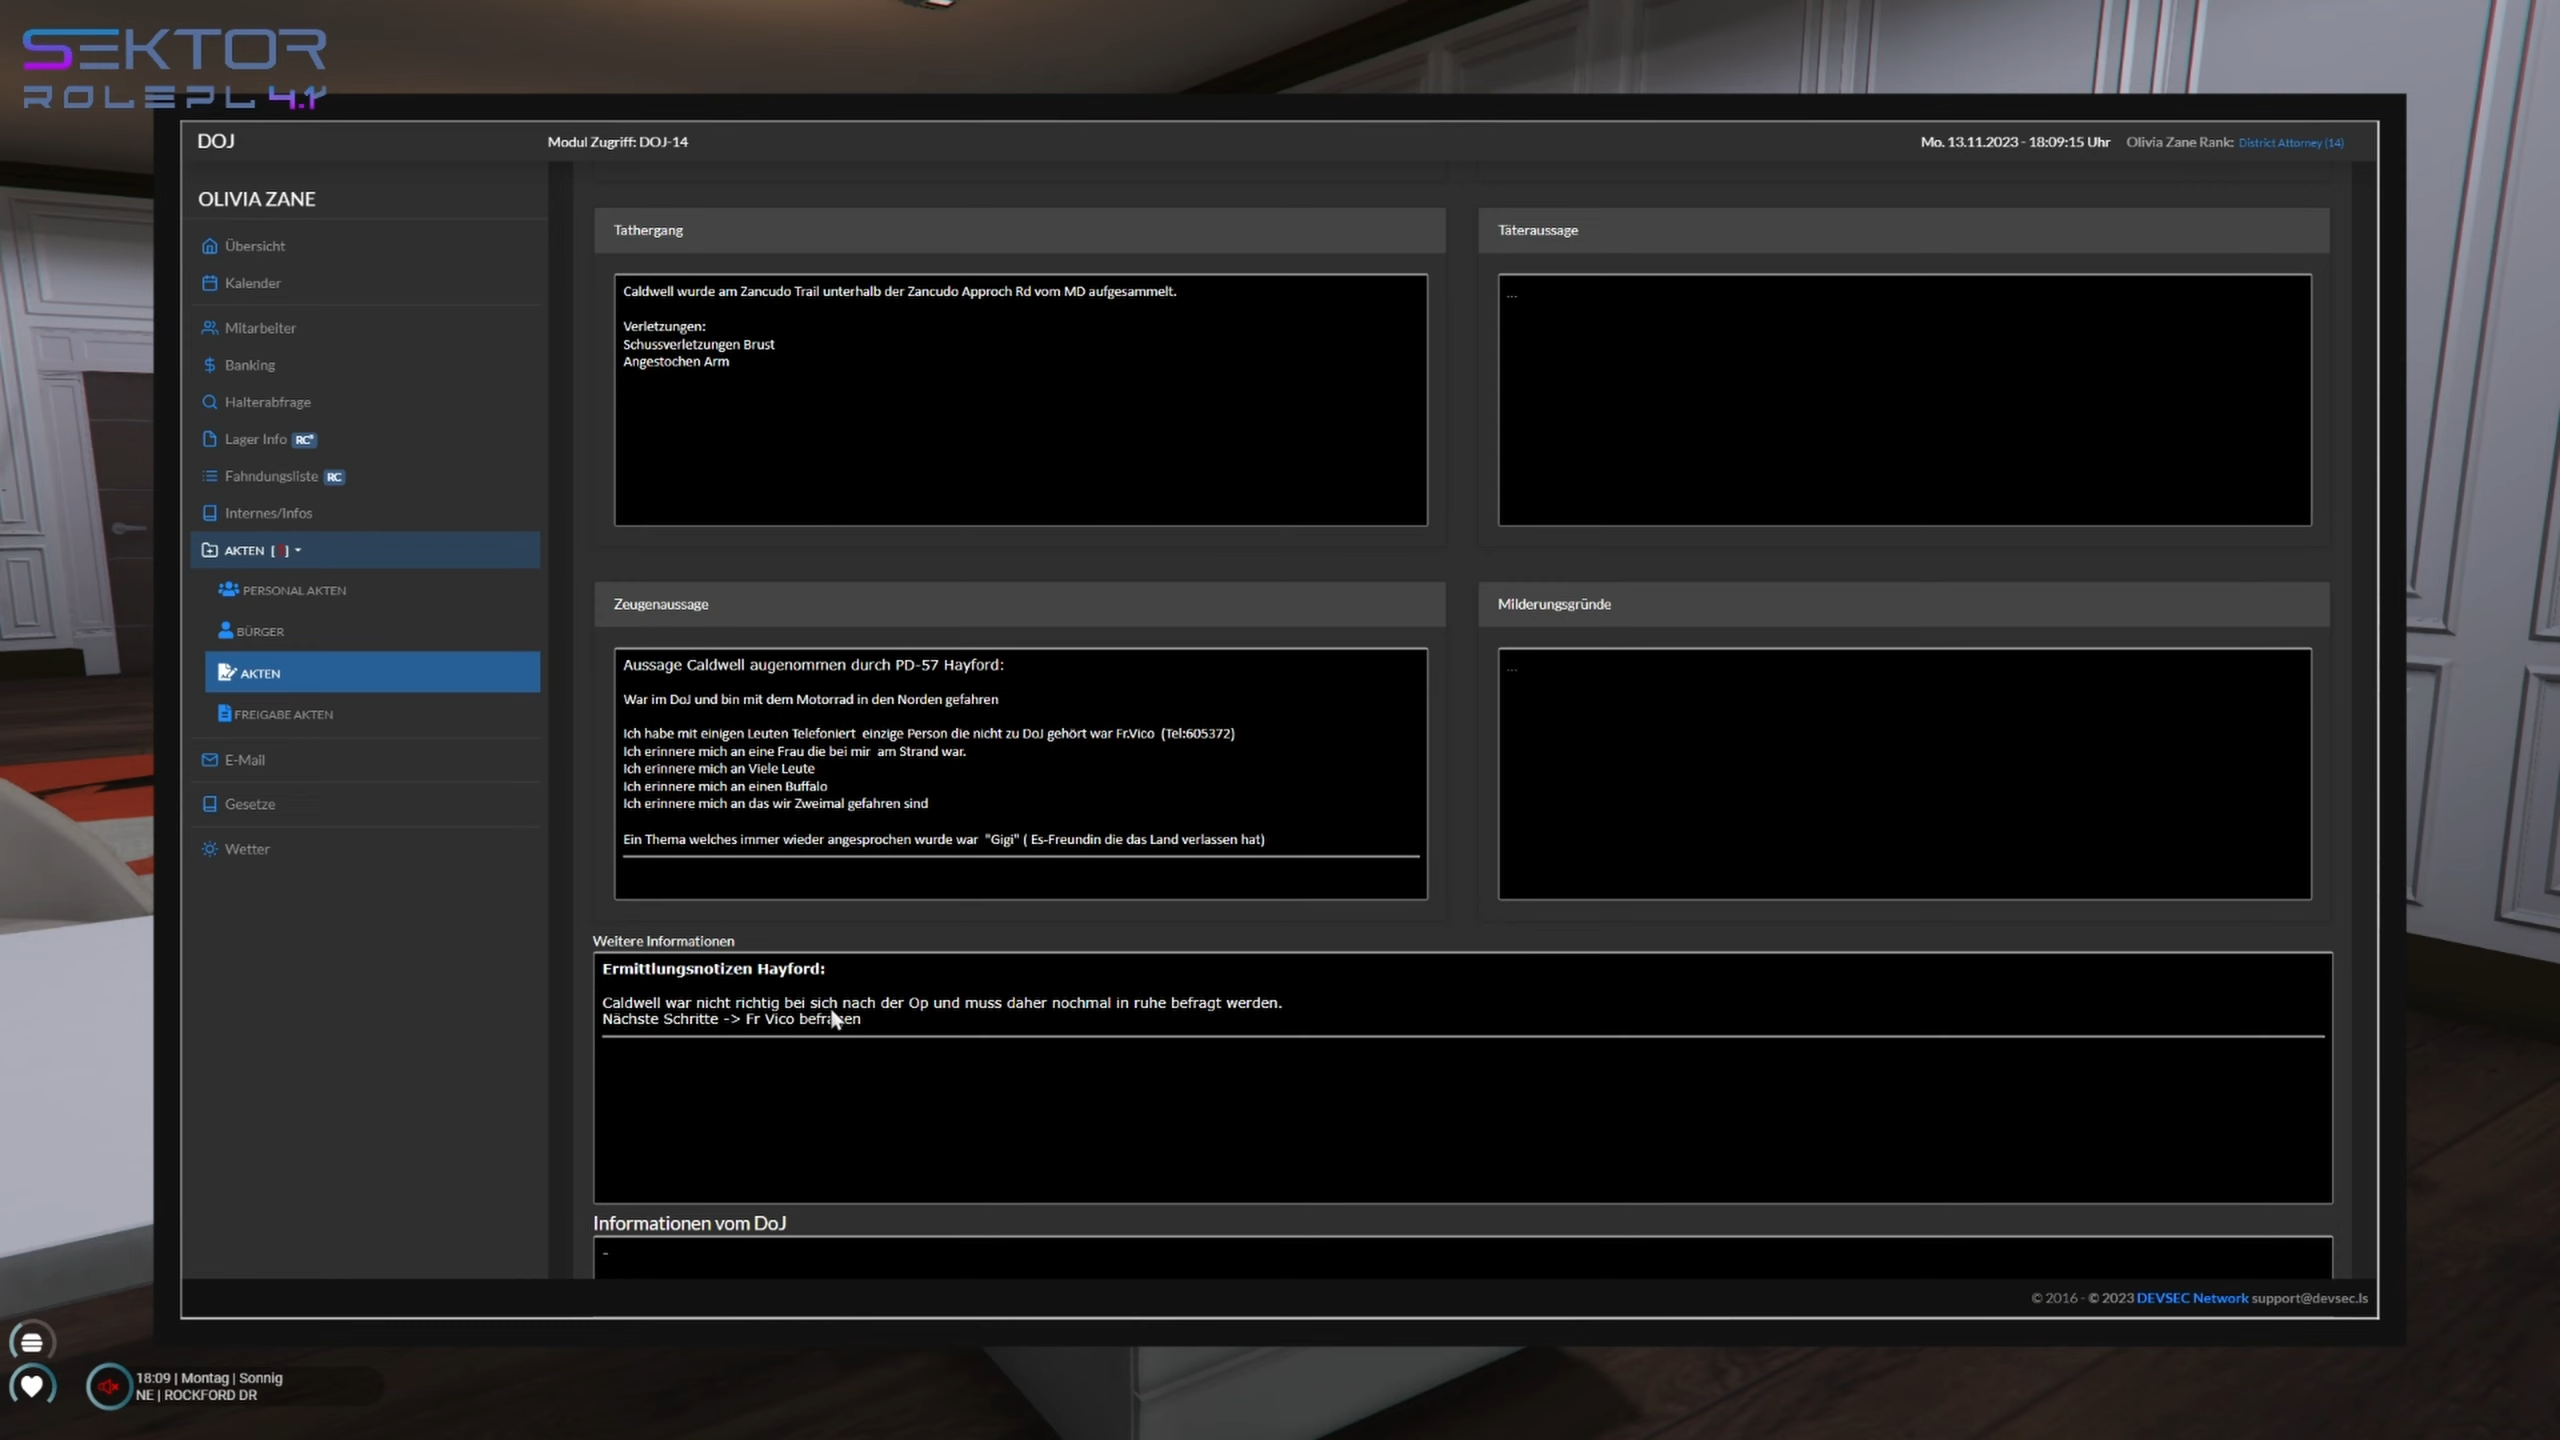 SEKTOR
ROLEPL4.Y
DOJ
Modul Zugriff: DOJ-14
Mo. 13.11.2023 - 18:09:15 Uhr Olivia Zane Rank: District Attorney (14)
OLIVIA ZANE
Übersicht
Kalender
Mitarbeiter
Banking
Halterabfrage
Lager Info RC²
Fahndungsliste RC
Internes/Infos
AKTEN [ ]
PERSONAL AKTEN
BÜRGER
AKTEN
FREIGABE AKTEN
E-Mail
Gesetze
Wetter
Tathergang
Caldwell wurde am Zancudo Trail unterhalb der Zancudo Approch Rd vom MD aufgesammelt.
Verletzungen:
Schussverletzungen Brust
Angestochen Arm
Täteraussage
...
Zeugenaussage
Aussage Caldwell augenommen durch PD-57 Hayford:
War im DoJ und bin mit dem Motorrad in den Norden gefahren
Ich habe mit einigen Leuten Telefoniert einzige Person die nicht zu DoJ gehört war Fr.Vico (Tel:605372)
Ich erinnere mich an eine Frau die bei mir am Strand war.
Ich erinnere mich an Viele Leute
Ich erinnere mich an einen Buffalo
Ich erinnere mich an das wir Zweimal gefahren sind
Ein Thema welches immer wieder angesprochen wurde war "Gigi" ( Es-Freundin die das Land verlassen hat)
Milderungsgründe
...
Weitere Informationen
Ermittlungsnotizen Hayford:
Caldwell war nicht richtig bei sich nach der Op und muss daher nochmal in ruhe befragt werden.
Nächste Schritte -> Fr Vico befragen
Informationen vom DoJ
-
© 2016 - © 2023 DEVSEC Network support@devsec.ls
18:09 | Montag | Sonnig
NE | ROCKFORD DR